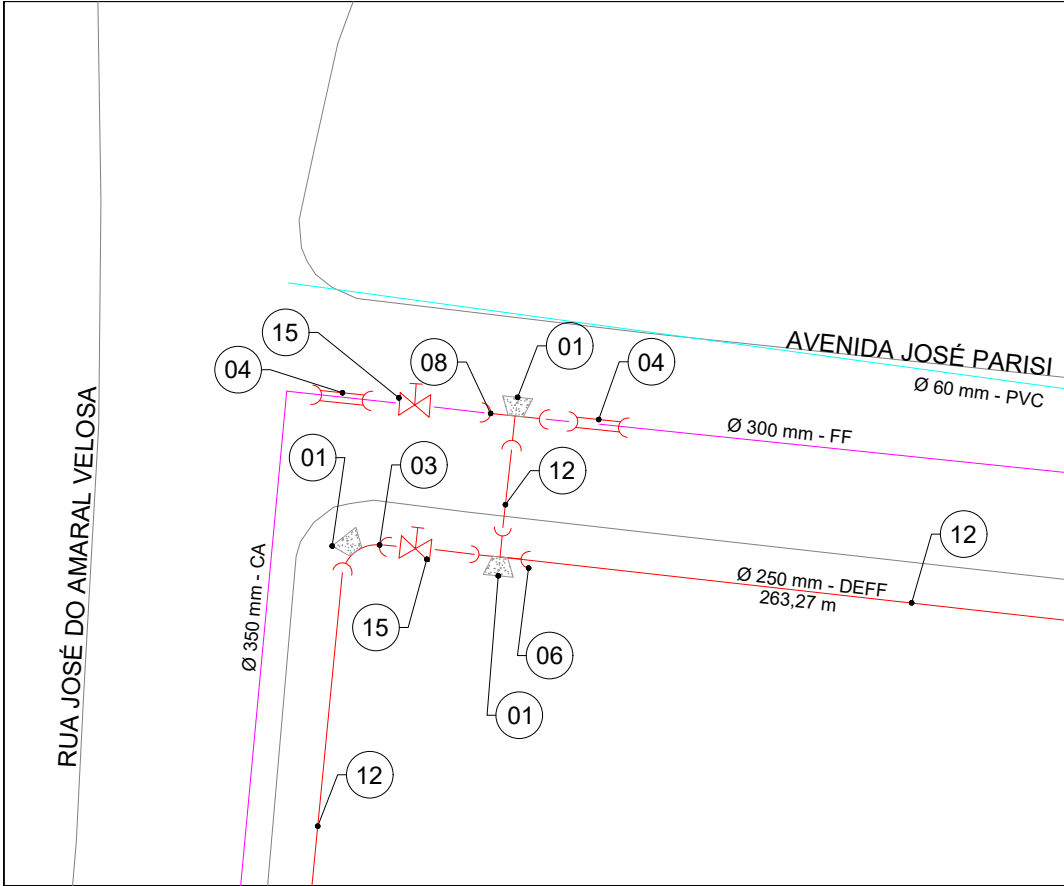 15
04
08
01
04
AVENIDA JOSÉ PARISI
Ø 60 mm - PVC
Ø 300 mm - FF
RUA JOSÉ DO AMARAL VELOSA
01
03
12
12
Ø 350 mm - CA
Ø 250 mm - DEFF
263,27 m
15
06
01
12